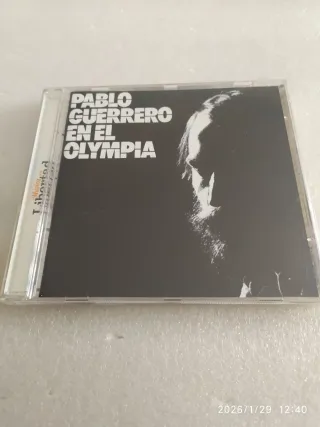 PABLO
GUERRERO
EN EL
OLYMPIA
Libertad
2026/1/29 12:40